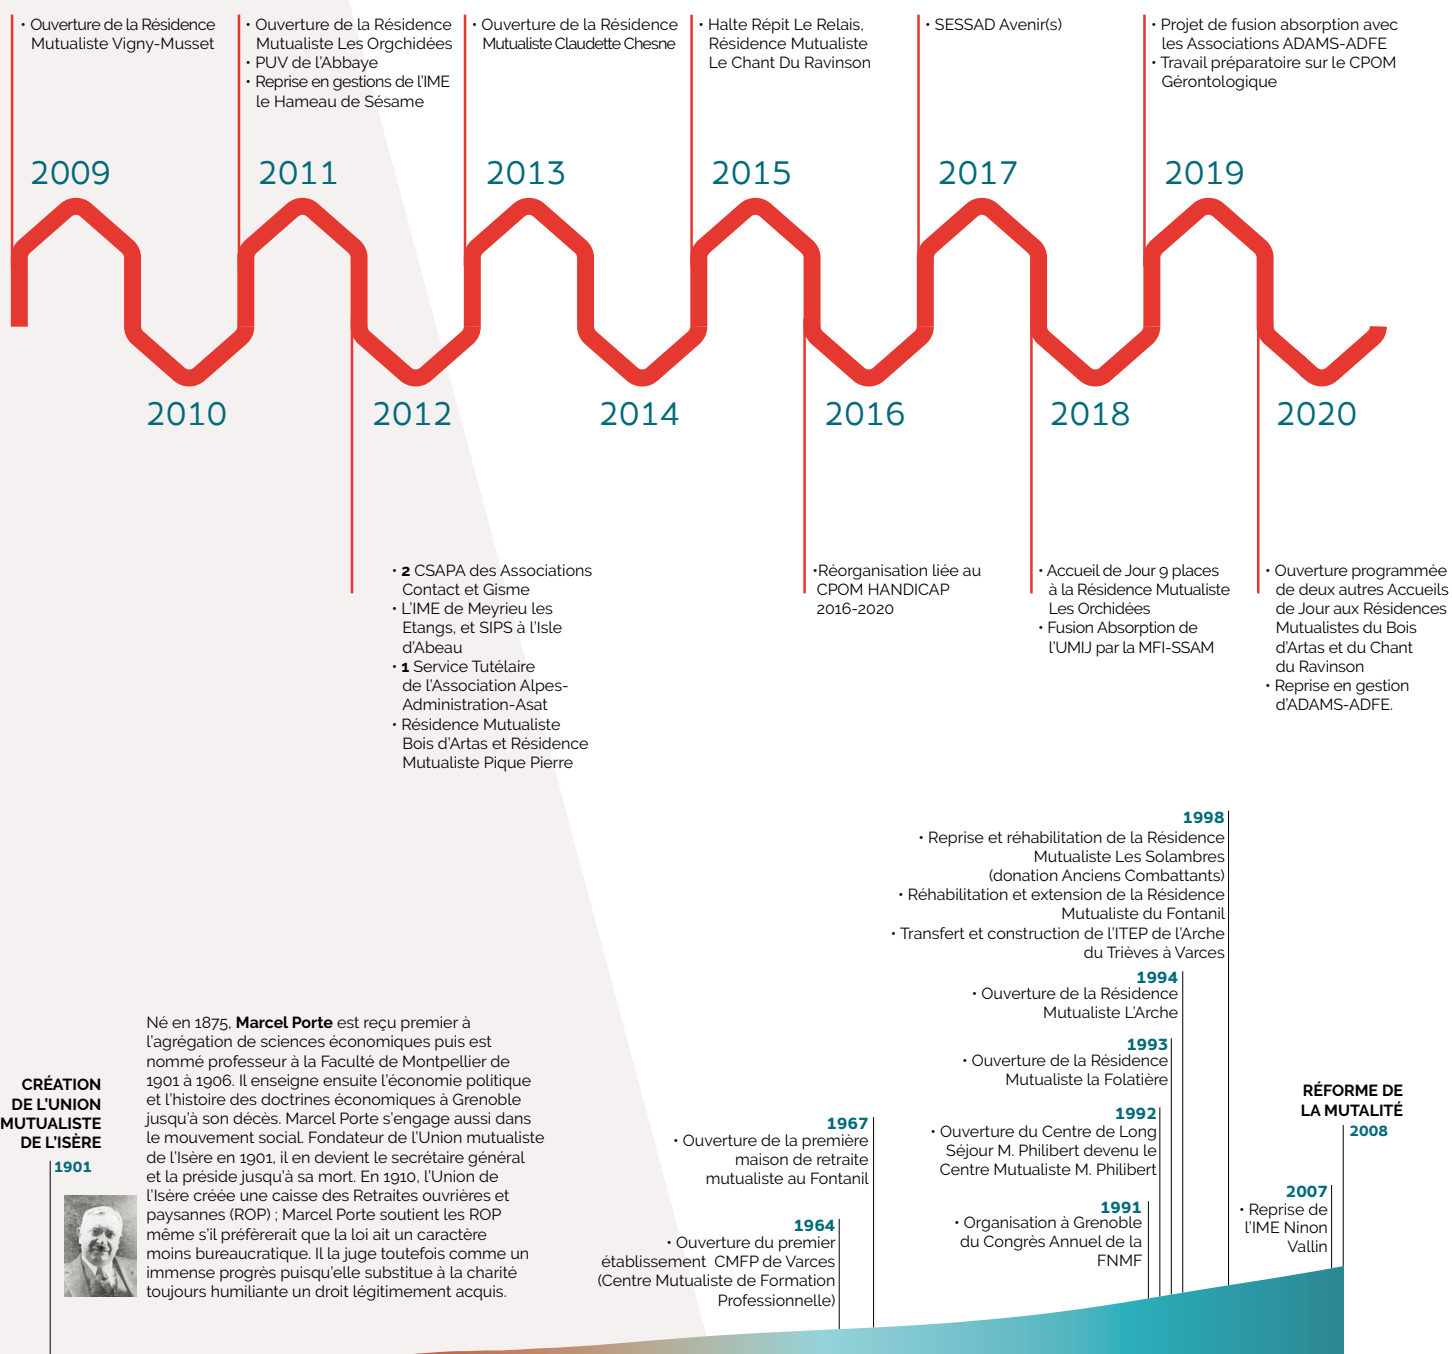 • Ouverture de la Résidence
Mutualiste Vigny-Musset
• Ouverture de la Résidence
Mutualiste Les Orgchidées
• PUV de l'Abbaye
• Reprise en gestions de l'IME
le Hameau de Sésame
• Ouverture de la Résidence
Mutualiste Claudette Chesne
• Halte Répit Le Relais,
Résidence Mutualiste
Le Chant Du Ravinson
• SESSAD Avenir(s)
• Projet de fusion absorption avec
les Associations ADAMS-ADFE
• Travail préparatoire sur le CPOM
Gérontologique
2009
2011
2013
2015
2017
2019
2010
2012
2014
2016
2018
2020
• 2 CSAPA des Associations
Contact et Gisme
• L'IME de Meyrieu les
Etangs, et SIPS à l'Isle
d'Abeau
• 1 Service Tutélaire
de l'Association Alpes-
Administration-Asat
• Résidence Mutualiste
Bois d'Artas et Résidence
Mutualiste Pique Pierre
•Réorganisation liée au
CPOM HANDICAP
2016-2020
• Accueil de Jour 9 places
à la Résidence Mutualiste
Les Orchidées
• Fusion Absorption de
l'UMIJ par la MFI-SSAM
• Ouverture programmée
de deux autres Accueils
de Jour aux Résidences
Mutualistes du Bois
d'Artas et du Chant
du Ravinson
• Reprise en gestion
d'ADAMS-ADFE.
CRÉATION
DE L'UNION
MUTUALISTE
DE L'ISÈRE
1901
Né en 1875, Marcel Porte est reçu premier à
l'agrégation de sciences économiques puis est
nommé professeur à la Faculté de Montpellier de
1901 à 1906. Il enseigne ensuite l'économie politique
et l'histoire des doctrines économiques à Grenoble
jusqu'à son décès. Marcel Porte s'engage aussi dans
le mouvement social. Fondateur de l'Union mutualiste
de l'Isère en 1901, il en devient le secrétaire général
et la préside jusqu'à sa mort. En 1910, l'Union de
l'Isère créée une caisse des Retraites ouvrières et
paysannes (ROP) ; Marcel Porte soutient les ROP
même s'il préfèrerait que la loi ait un caractère
moins bureaucratique. Il la juge toutefois comme un
immense progrès puisqu'elle substitue à la charité
toujours humiliante un droit légitimement acquis.
1964
• Ouverture du premier
établissement CMFP de Varces
(Centre Mutualiste de Formation
Professionnelle)
1967
• Ouverture de la première
maison de retraite
mutualiste au Fontanil
1991
• Organisation à Grenoble
du Congrès Annuel de la
FNMF
1992
• Ouverture du Centre de Long
Séjour M. Philibert devenu le
Centre Mutualiste M. Philibert
1993
• Ouverture de la Résidence
Mutualiste la Folatière
1994
• Ouverture de la Résidence
Mutualiste L'Arche
1998
• Reprise et réhabilitation de la Résidence
Mutualiste Les Solambres
(donation Anciens Combattants)
• Réhabilitation et extension de la Résidence
Mutualiste du Fontanil
• Transfert et construction de l'ITEP de l'Arche
du Trièves à Varces
2007
• Reprise de
l'IME Ninon
Vallin
RÉFORME DE
LA MUTALITÉ
2008